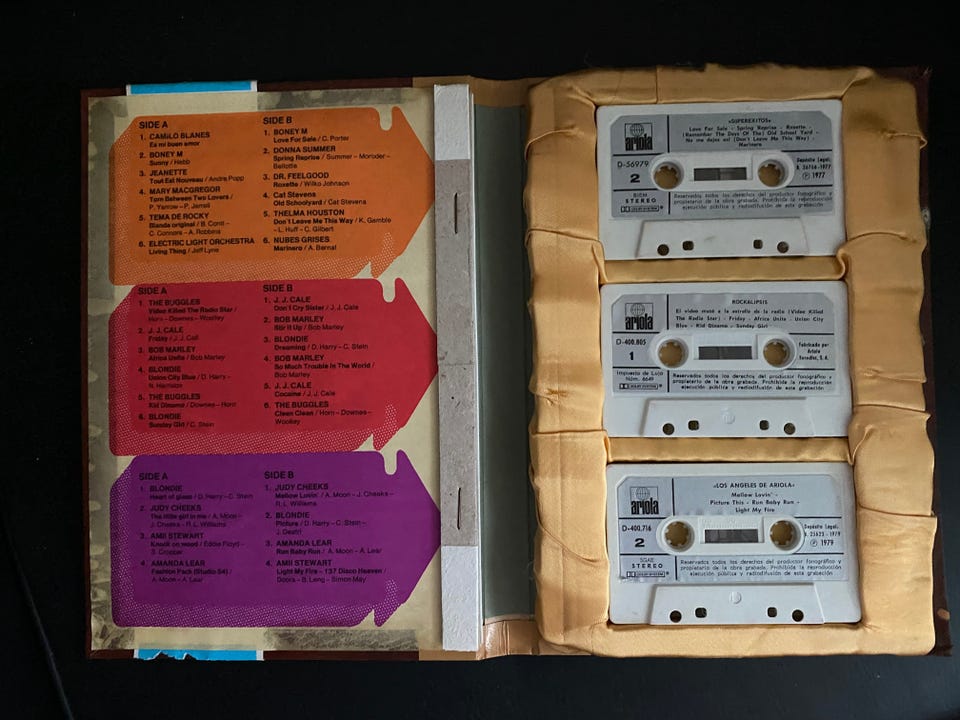 SIDE A
1. CAMILO BLANES
Es mi buen amor
2. BONEY M
Sunny / Hebb
3. JEANETTE
Tout Est Nouveau / Andre Popp
4. MARY MACGREGOR
Torn Between Two Lovers /
P. Yarrow – P. Jarrell
5. TEMA DE ROCKY
Blanda original / B. Conti –
C. Connors – A. Robbins
6. ELECTRIC LIGHT ORCHESTRA
Living Thing / Jeff Lyne
SIDE B
1. BONEY M
Love For Sale / C. Porter
2. DONNA SUMMER
Spring Reprise / Summer – Moroder –
Bellotte
3. DR. FEELGOOD
Roxette / Wilko Johnson
4. Cat Stevens
Old Schoolyard / Cat Stevens
5. THELMA HOUSTON
Don't Leave Me This Way / K. Gamble
– L. Huff – C. Gilbert
6. NUBES GRISES
Marinero / A. Bernal
SIDE A
1. THE BUGGLES
Video Killed The Radio Star /
Horn – Downes – Woolley
2. J. J. CALE
Friday / J. J. Call
3. BOB MARLEY
Africa Unite / Bob Marley
4. BLONDIE
Union City Blue / D. Harry –
N. Harrison
5. THE BUGGLES
Kid Dinamo / Downes – Horn
6. BLONDIE
Sunday Girl / C. Stein
SIDE B
1. J. J. CALE
Don't Cry Sister / J. J. Cale
2. BOB MARLEY
Stir It Up / Bob Marley
3. BLONDIE
Dreaming / D. Harry – C. Stein
4. BOB MARLEY
So Much Trouble In The World /
Bob Marley
5. J. J. CALE
Cocaine / J. J. Cale
6. THE BUGGLES
Clean Clean / Horn – Downes –
Woolley
SIDE A
1. BLONDIE
Heart of glass / D. Harry – C. Stein
2. JUDY CHEEKS
The little girl in me / A. Moon –
J. Cheeks – R. L. Williams
3. AMII STEWART
Knock on wood / Eddie Floyd –
S. Cropper
4. AMANDA LEAR
Fashion Pack (Studio 54) /
A. Moon – A. Lear
SIDE B
1. JUDY CHEEKS
Mellow Lovin' / A. Moon – J. Cheeks –
R. L. Williams
2. BLONDIE
Picture / D. Harry – C. Stein –
J. Destri
3. AMANDA LEAR
Run Baby Run / A. Moon – A. Lear
4. AMII STEWART
Light My Fire – 137 Disco Heaven /
Doors – B. Leng – Simon May
ariola
«SUPEREXITOS»
Love For Sale - Spring Reprise - Roxette -
(Remember The Days Of The) Old School Yard -
No me dejes así (Don't Leave Me This Way) -
Marinero
D-56979
2
Depósito Legal:
1977
BIEM
STEREO
DOLBY SYSTEM
Reservados todos los derechos del productor fonográfico y
propietario de la obra grabada. Prohibida la reproducción
ejecución pública y radiodifusión de esta grabación
ariola
ROCKALIPSIS
El video mató a la estrella de la radio (Video Killed
The Radio Star) - Friday - Africa Unite - Union City
Blue - Kid Dinamo - Sunday Girl
D-400.805
1
Fabricado por
Ariola
Eurodisc, S.A.
Impuesto de Lujo
Núm. 6649
DOLBY SYSTEM
Reservados todos los derechos del productor fonográfico y
propietario de la obra grabada. Prohibida la reproducción
ejecución pública y radiodifusión de esta grabación
ariola
«LOS ANGELES DE ARIOLA»
Mellow Lovin' -
Picture This - Run Baby Run -
Light My Fire
D-400,716
2
Depósito Legal:
B. 25623 - 1979
℗ 1979
SGAE
STEREO
DOLBY SYSTEM
Reservados todos los derechos del productor fonográfico y
propietario de la obra grabada. Prohibida la reproducción
ejecución pública y radiodifusión de esta grabación